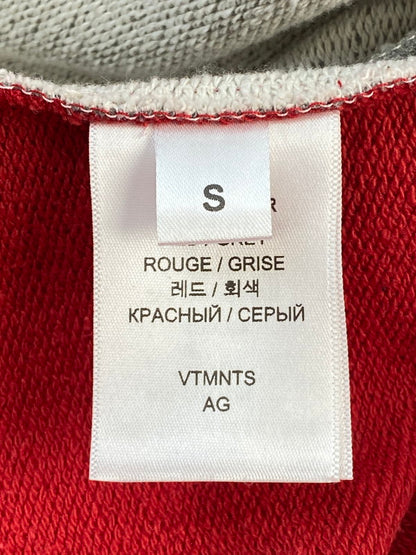 S
ROUGE / GRISE
레드 / 회색
КРАСНЫЙ / СЕРЫЙ
VTMNTS
AG